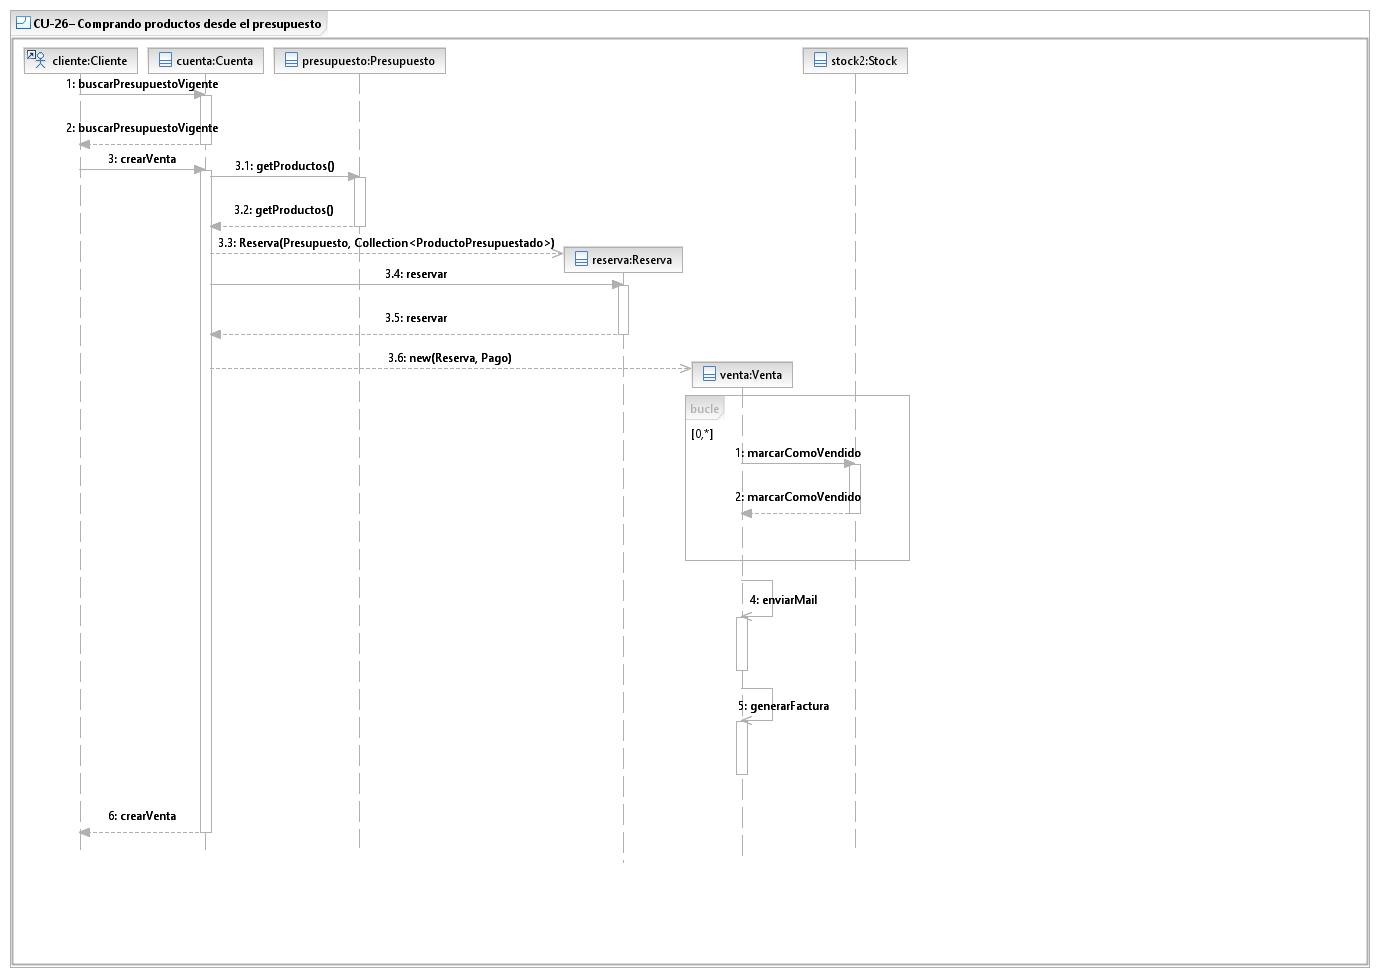 CU-26– Comprando productos desde el presupuesto
cliente:Cliente
cuenta:Cuenta
presupuesto:Presupuesto
stock2:Stock
1: buscarPresupuestoVigente
2: buscarPresupuestoVigente
3: crearVenta
3.1: getProductos()
3.2: getProductos()
3.3: Reserva(Presupuesto, Collection<ProductoPresupuestado>)
reserva:Reserva
3.4: reservar
3.5: reservar
3.6: new(Reserva, Pago)
venta:Venta
bucle
[0,*]
1: marcarComoVendido
2: marcarComoVendido
4: enviarMail
5: generarFactura
6: crearVenta